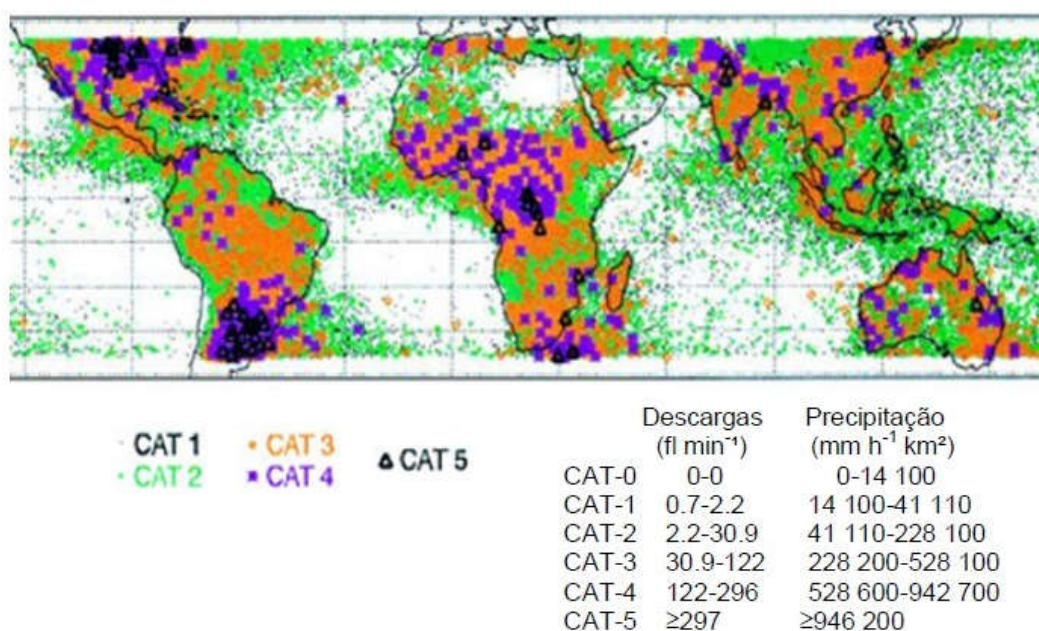 CAT 1
CAT 2
CAT 3
CAT 4
CAT 5
Descargas Precipitação
(fl min⁻¹) (mm h⁻¹ km²)
CAT-0 0-0 0-14 100
CAT-1 0.7-2.2 14 100-41 110
CAT-2 2.2-30.9 41 110-228 100
CAT-3 30.9-122 228 200-528 100
CAT-4 122-296 528 600-942 700
CAT-5 ≥297 ≥946 200